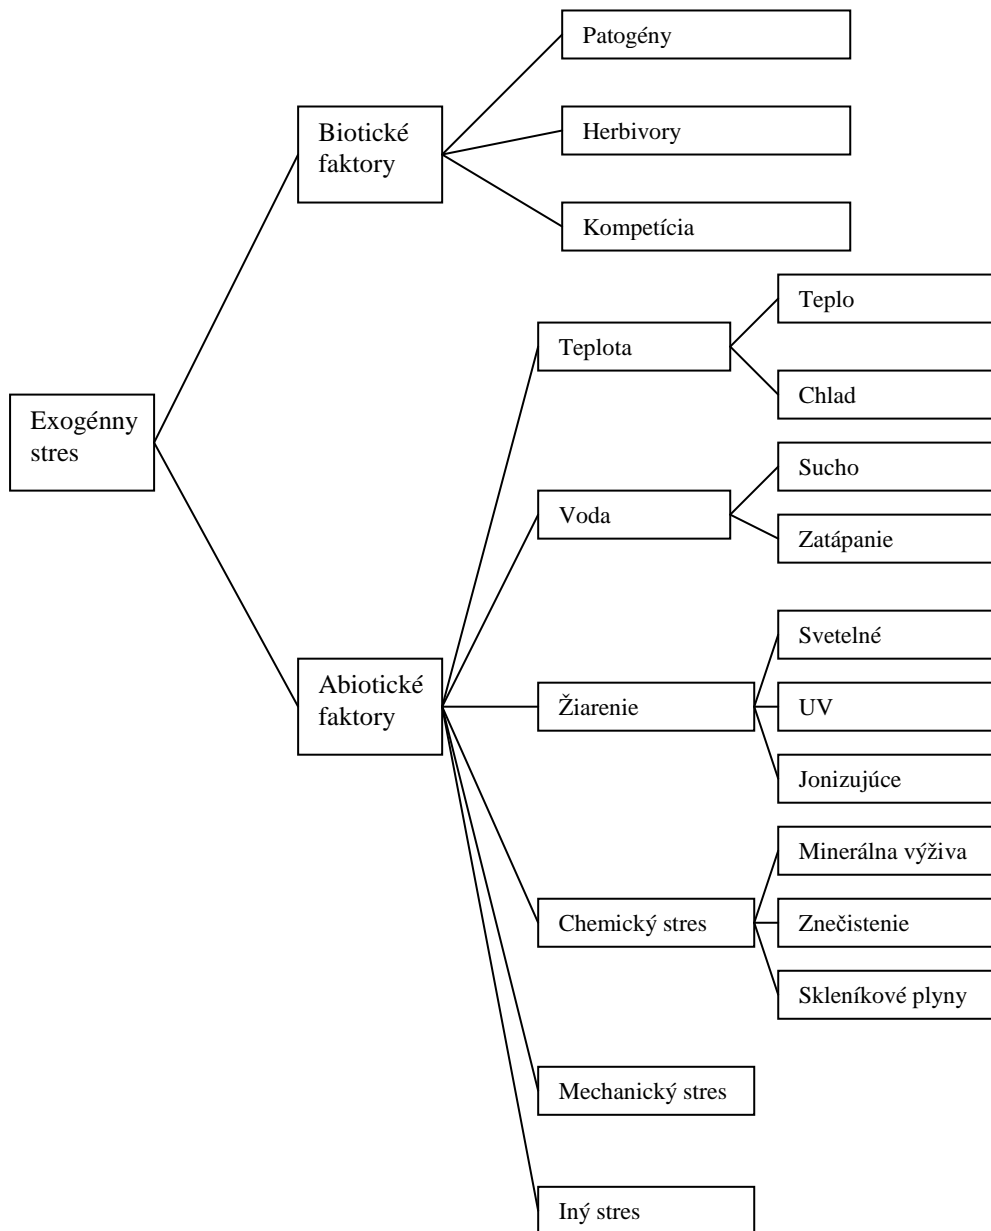 Patogény
Biotické
faktory
Herbivory
Kompetícia
Teplo
Teplota
Chlad
Exogénny
stres
Sucho
Voda
Zatápanie
Svetelné
Abiotické
faktory
Žiarenie
UV
Jonizujúce
Minerálna výživa
Chemický stres
Znečistenie
Skleníkové plyny
Mechanický stres
Iný stres